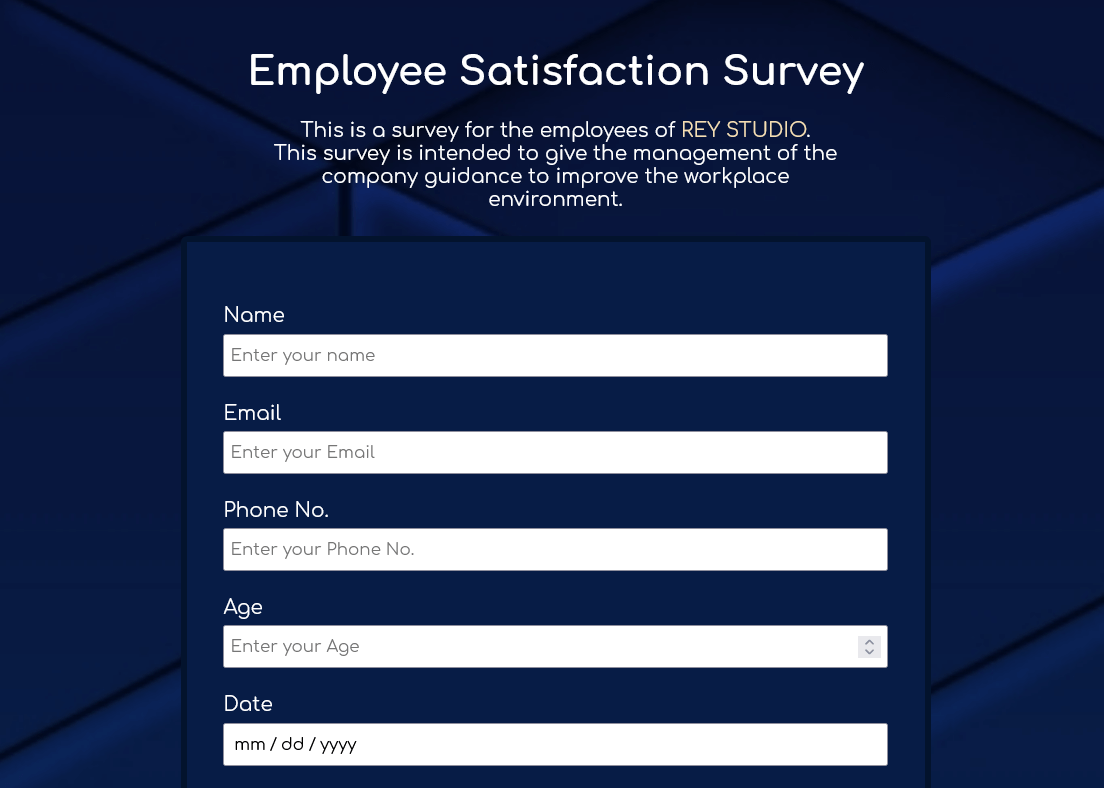 Employee Satisfaction Survey
This is a survey for the employees of REY STUDIO.
This survey is intended to give the management of the
company guidance to improve the workplace
environment.
Name
Enter your name
Email
Enter your Email
Phone No.
Enter your Phone No.
Age
Enter your Age
Date
mm / dd / yyyy